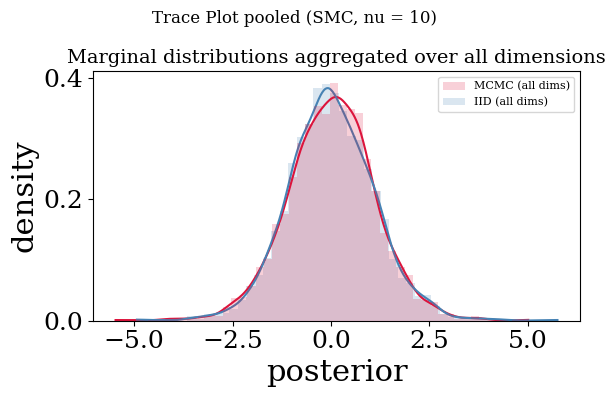 Trace Plot pooled (SMC, nu = 10)
Marginal distributions aggregated over all dimensions
MCMC (all dims)
IID (all dims)
density
0.4
0.2
0.0
−5.0 −2.5 0.0 2.5 5.0
posterior